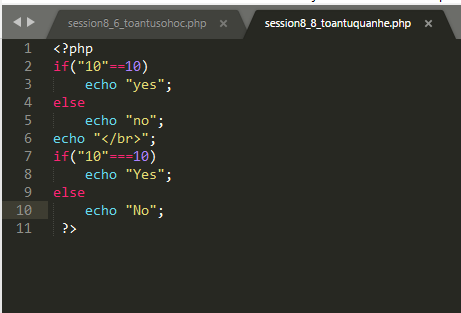 session8_6_toantusohoc.php × session8_8_toantuquanhe.php ×
1 <?php
2 if("10"==10)
3     echo "yes";
4 else
5     echo "no";
6 echo "</br>";
7 if("10"===10)
8     echo "Yes";
9 else
10     echo "No";
11  ?>